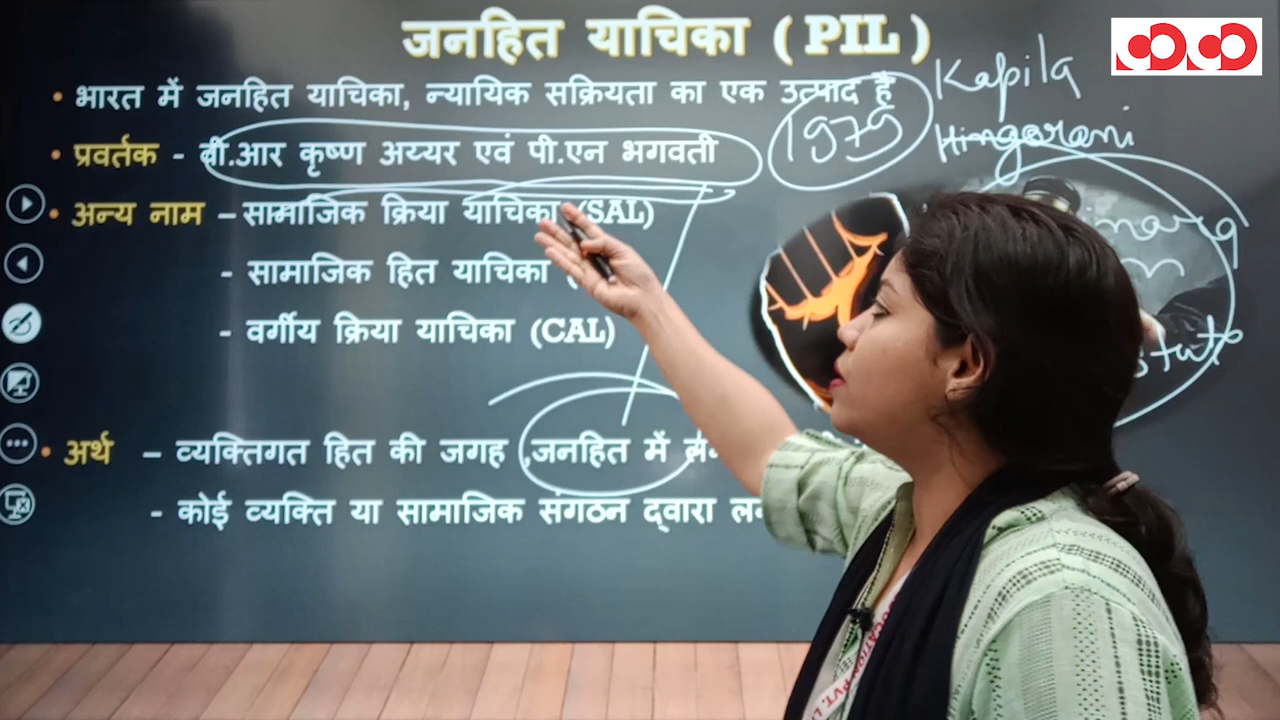 जनहित याचिका ( PIL )
• भारत में जनहित याचिका, न्यायिक सक्रियता का एक उत्पाद है
1979
Kapila
Hingorani
• प्रवर्तक - बी.आर कृष्ण अय्यर एवं पी.एन भगवती
• अन्य नाम – सामाजिक क्रिया याचिका (SAL)
- सामाजिक हित याचिका (
- वर्गीय क्रिया याचिका (CAL)
• अर्थ – व्यक्तिगत हित की जगह ,जनहित में
- कोई व्यक्ति या सामाजिक संगठन द्वारा